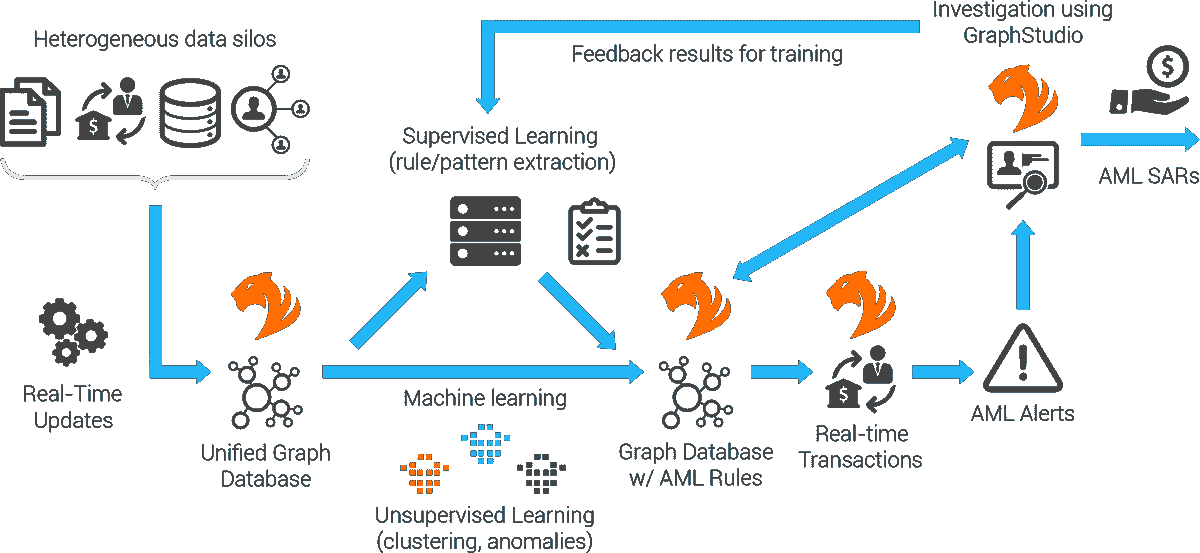 Heterogeneous data silos
Feedback results for training
Investigation using
GraphStudio
Supervised Learning
(rule/pattern extraction)
AML SARs
Real-Time
Updates
Unified Graph
Database
Machine learning
Unsupervised Learning
(clustering, anomalies)
Graph Database
w/ AML Rules
Real-time
Transactions
AML Alerts